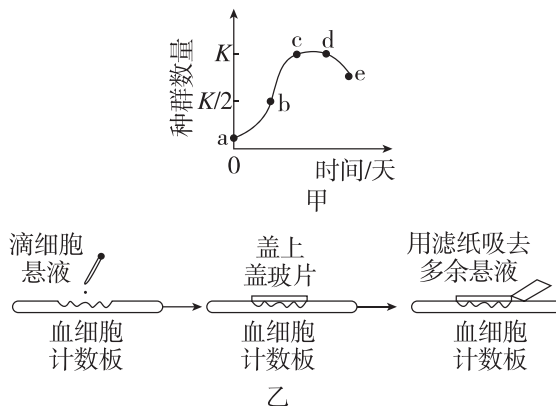 种群数量
K
K/2
a
b
c
d
e
0
时间/天
甲
滴细胞
悬液
盖上
盖玻片
用滤纸吸去
多余悬液
血细胞
计数板
血细胞
计数板
血细胞
计数板
乙